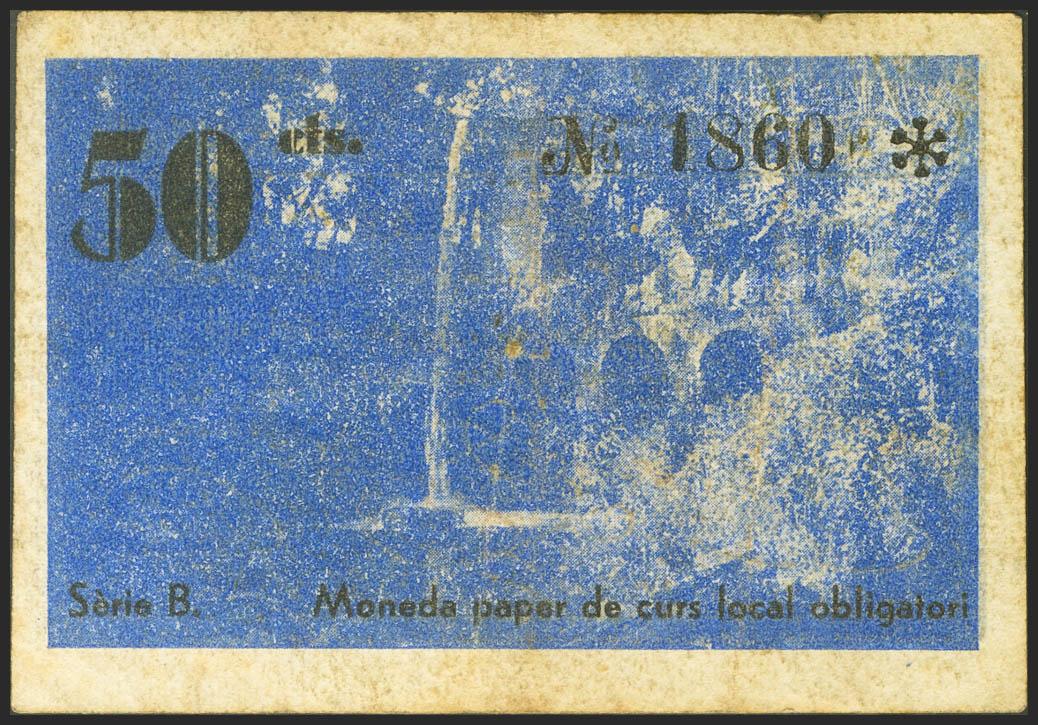 50 cts.
Nº 1860 *
Sèrie B.
Moneda paper de curs local obligatori